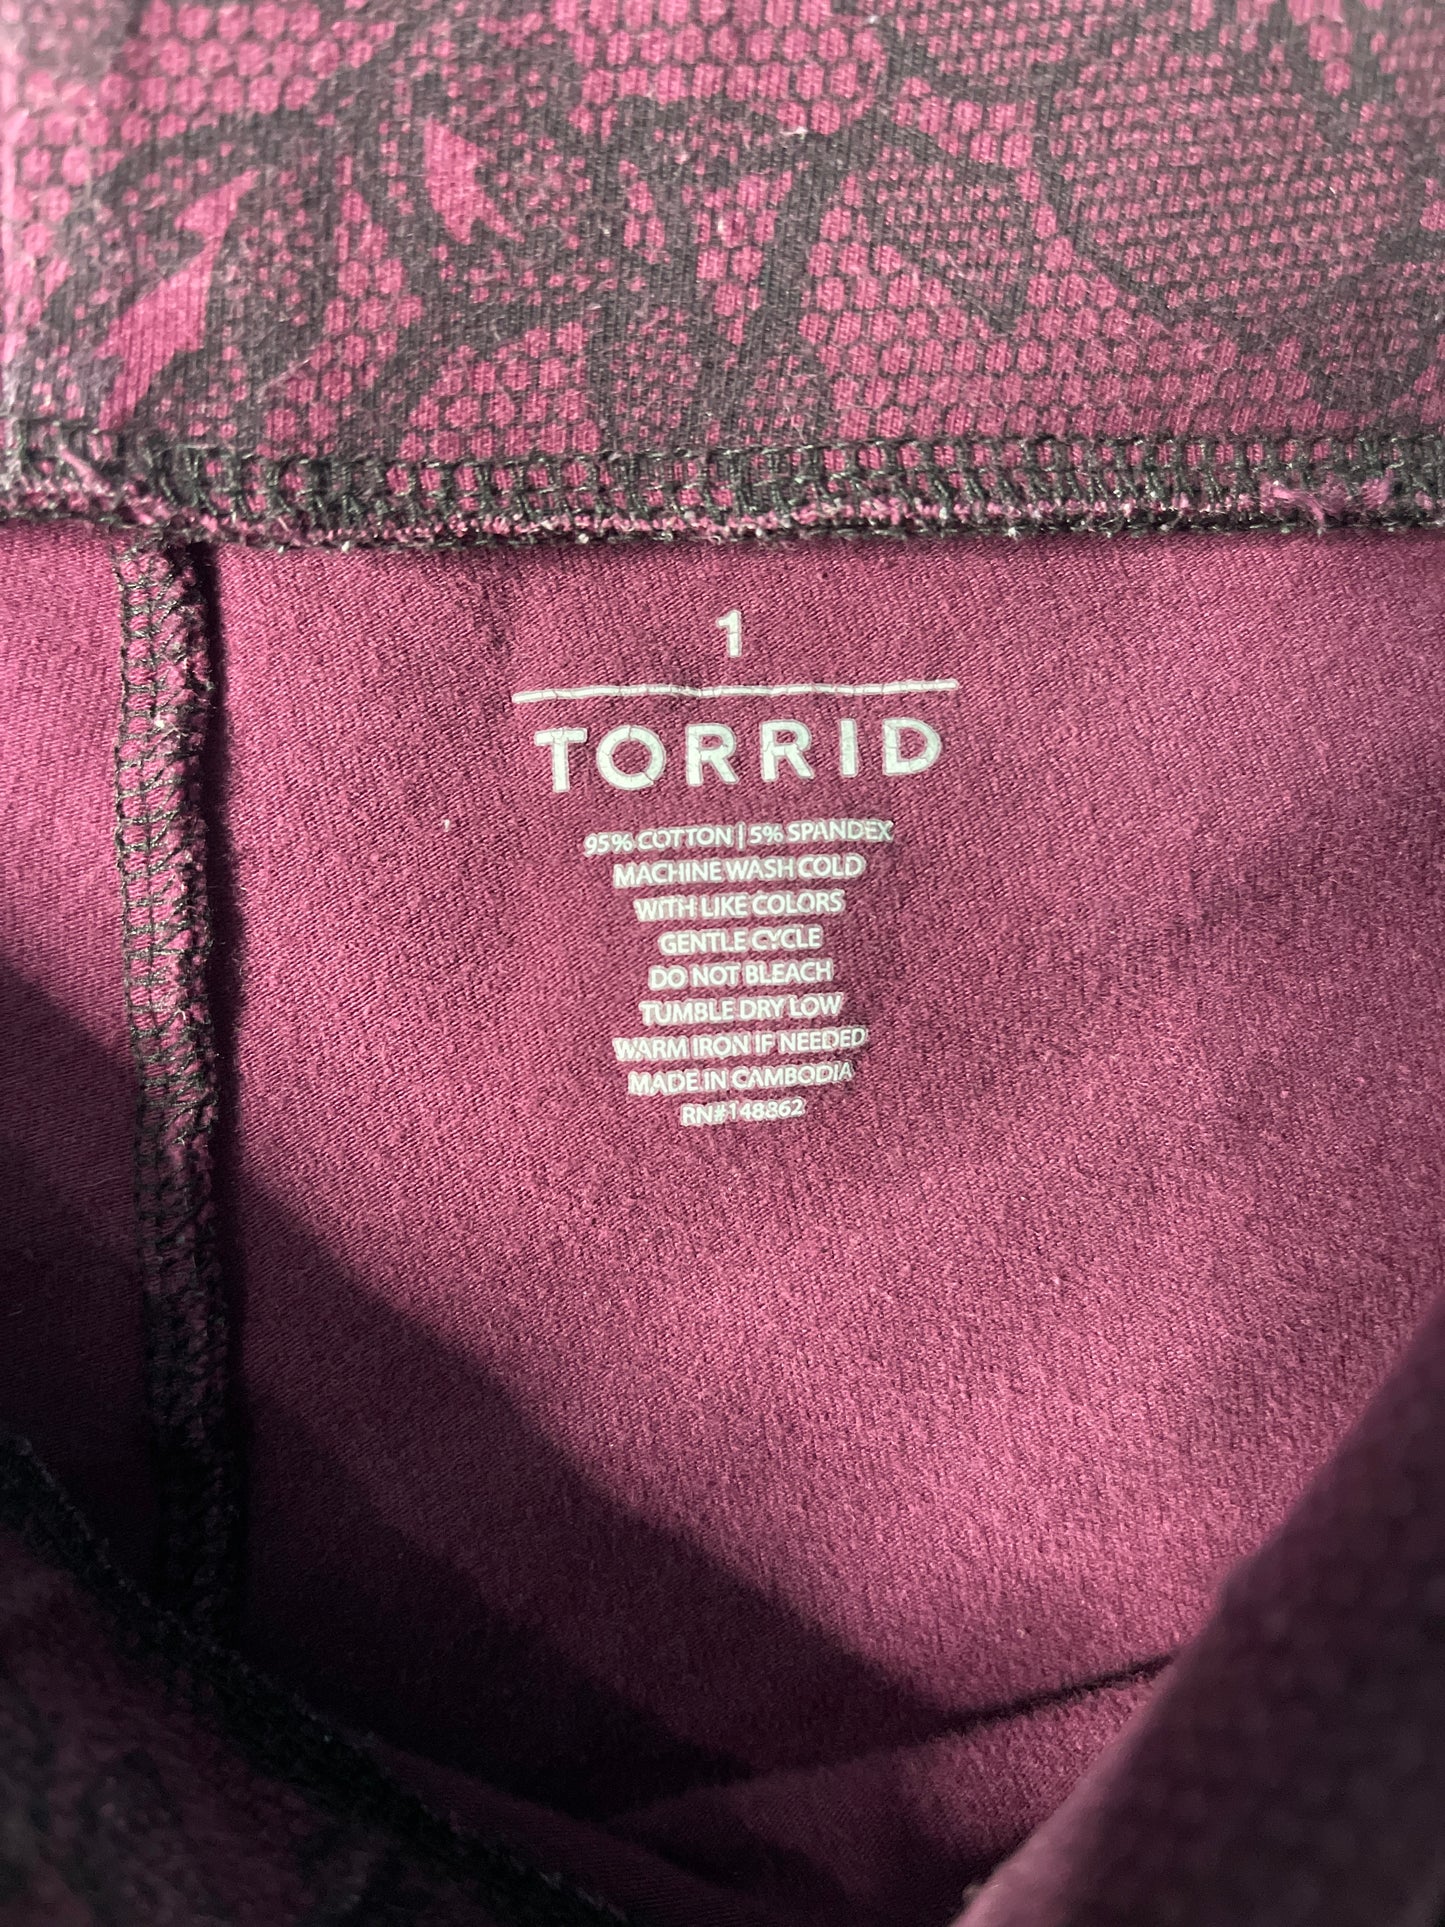 1
TORRID
95% COTTON | 5% SPANDEX
MACHINE WASH COLD
WITH LIKE COLORS
GENTLE CYCLE
DO NOT BLEACH
TUMBLE DRY LOW
WARM IRON IF NEEDED
MADE IN CAMBODIA
RN#148862